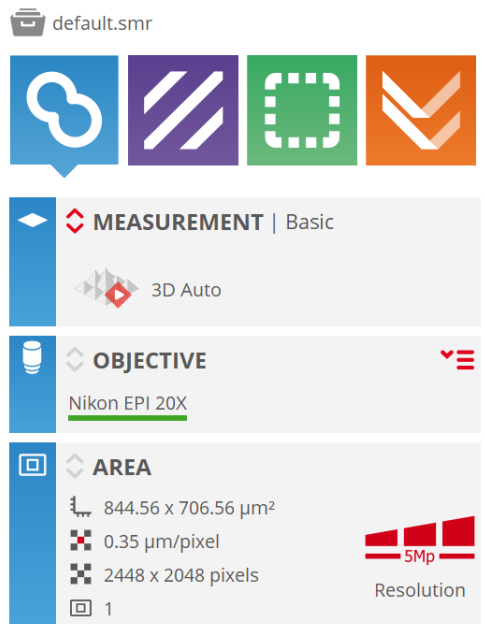 default.smr
MEASUREMENT | Basic
3D Auto
OBJECTIVE
Nikon EPI 20X
AREA
844.56 x 706.56 µm²
0.35 µm/pixel
5Mp
2448 x 2048 pixels
Resolution
1